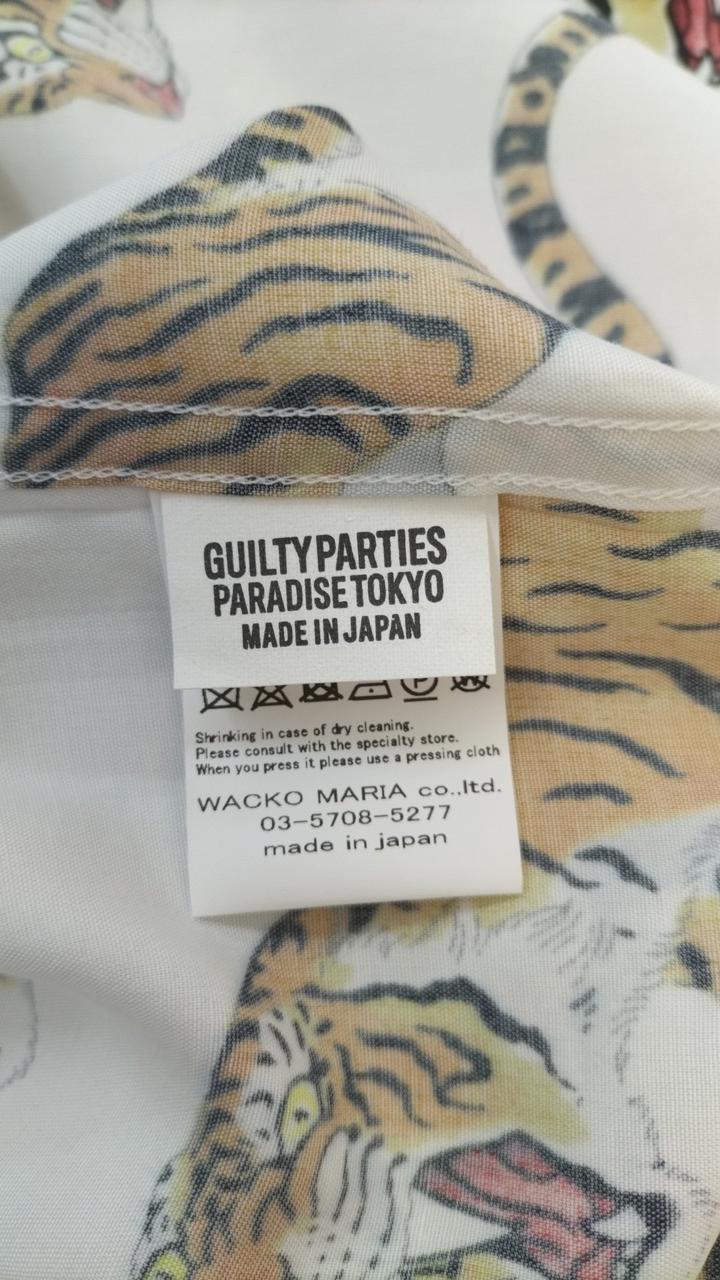 GUILTY PARTIES
PARADISE TOKYO
MADE IN JAPAN
Shrinking in case of dry cleaning.
Please consult with the specialty store.
When you press it please use a pressing cloth
WACKO MARIA co.,ltd.
03-5708-5277
made in japan